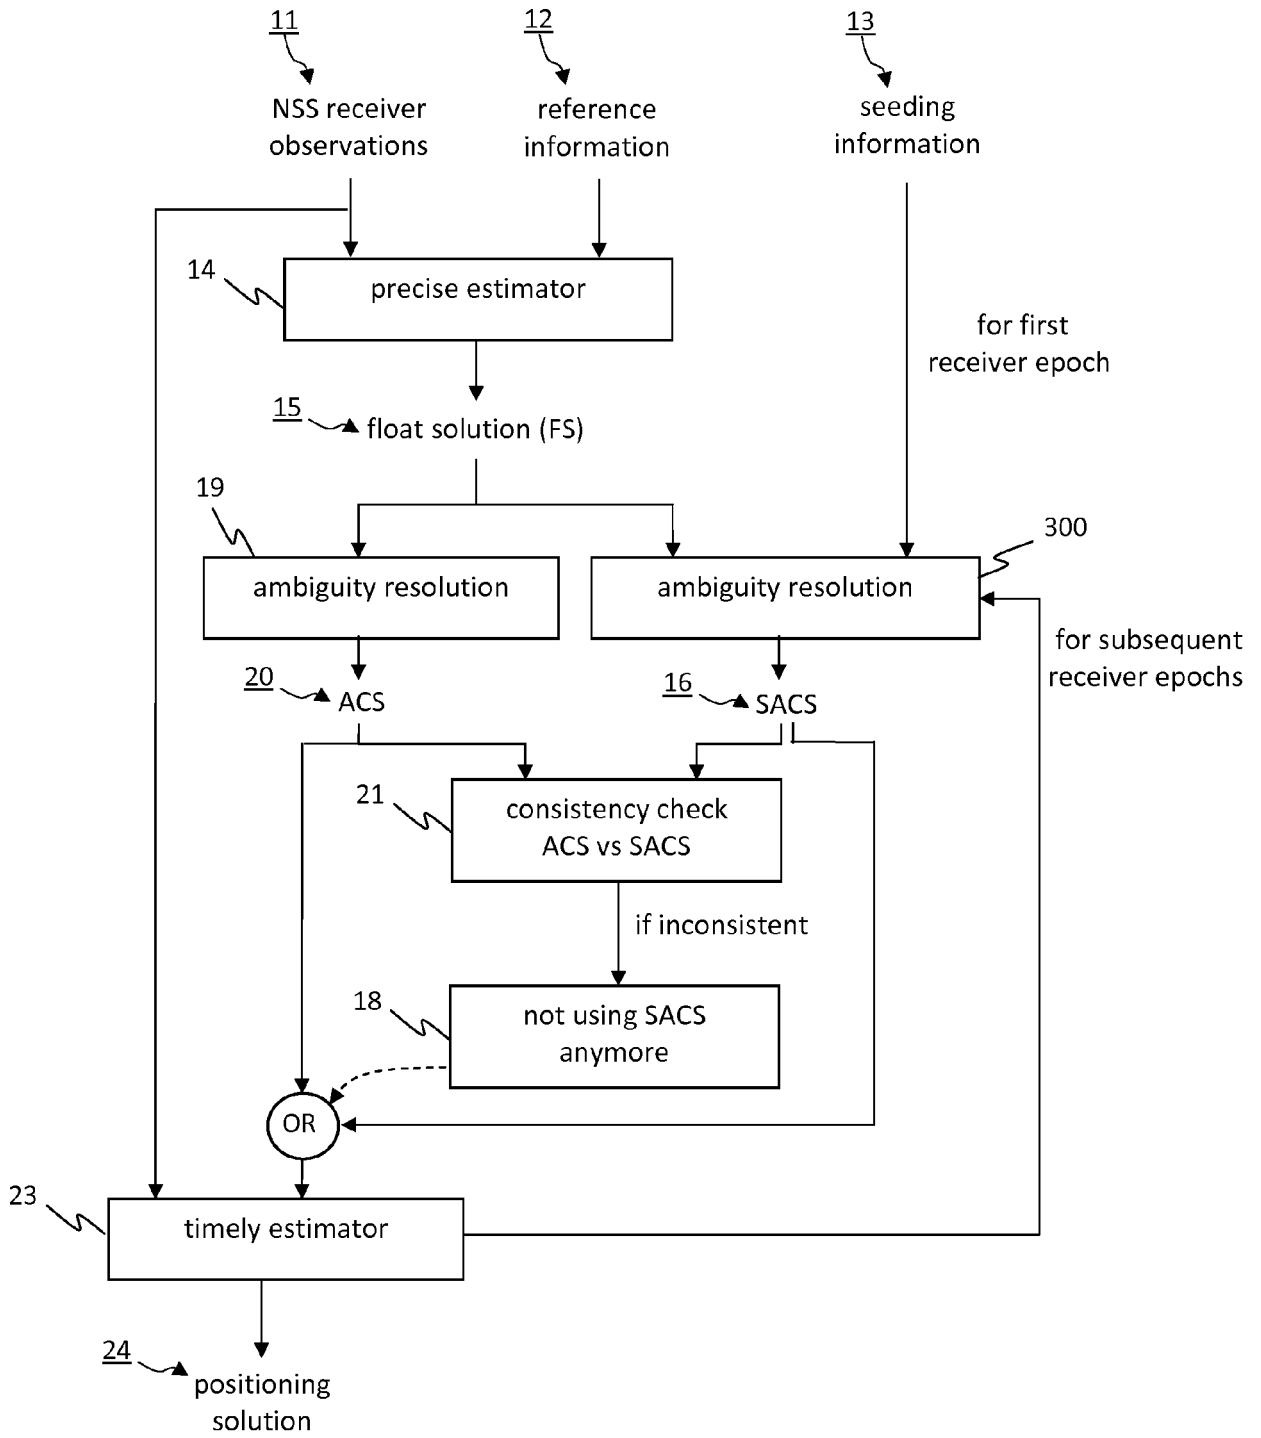 11
12
13
NSS receiver
observations
reference
information
seeding
information
14
precise estimator
for first
receiver epoch
15
float solution (FS)
19
300
ambiguity resolution
ambiguity resolution
for subsequent
receiver epochs
20
ACS
16
SACS
21
consistency check
ACS vs SACS
if inconsistent
18
not using SACS
anymore
OR
23
timely estimator
24
positioning
solution